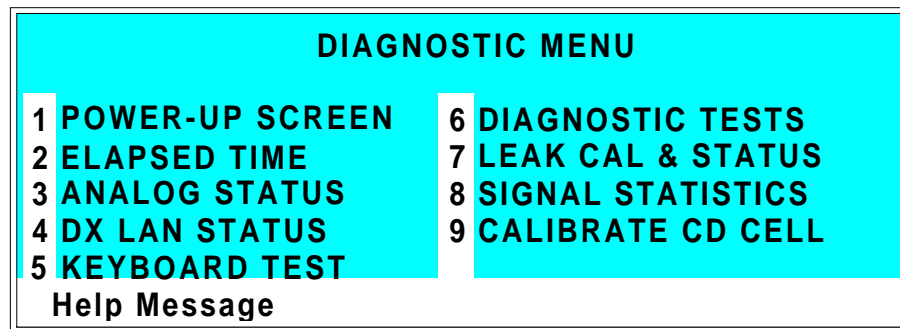 DIAGNOSTIC MENU
1 POWER-UP SCREEN
2 ELAPSED TIME
3 ANALOG STATUS
4 DX LAN STATUS
5 KEYBOARD TEST
6 DIAGNOSTIC TESTS
7 LEAK CAL & STATUS
8 SIGNAL STATISTICS
9 CALIBRATE CD CELL
Help Message